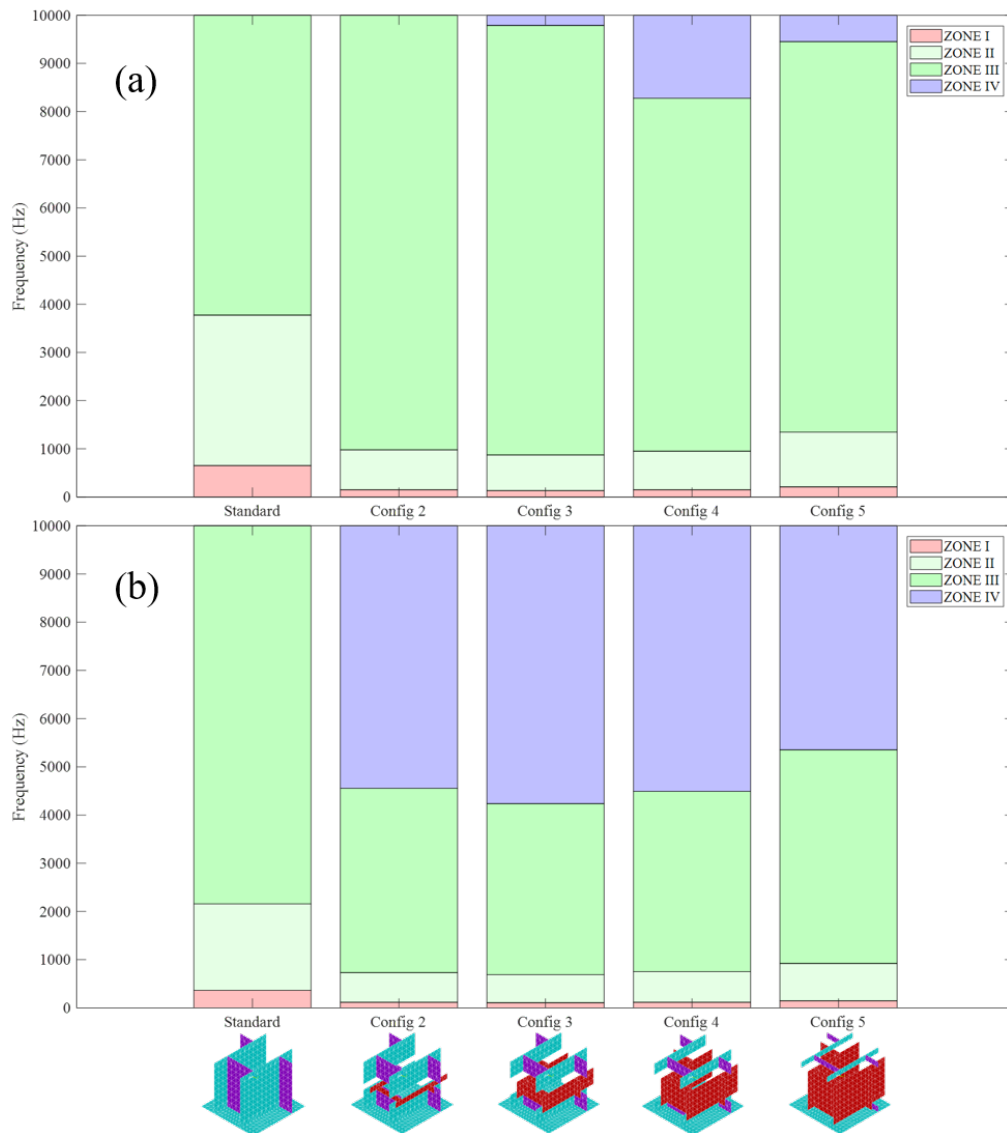 10000
9000
8000
7000
6000
5000
4000
3000
2000
1000
0
Frequency (Hz)
(a)
ZONE I
ZONE II
ZONE III
ZONE IV
Standard Config 2 Config 3 Config 4 Config 5
10000
9000
8000
7000
6000
5000
4000
3000
2000
1000
0
Frequency (Hz)
(b)
ZONE I
ZONE II
ZONE III
ZONE IV
Standard Config 2 Config 3 Config 4 Config 5